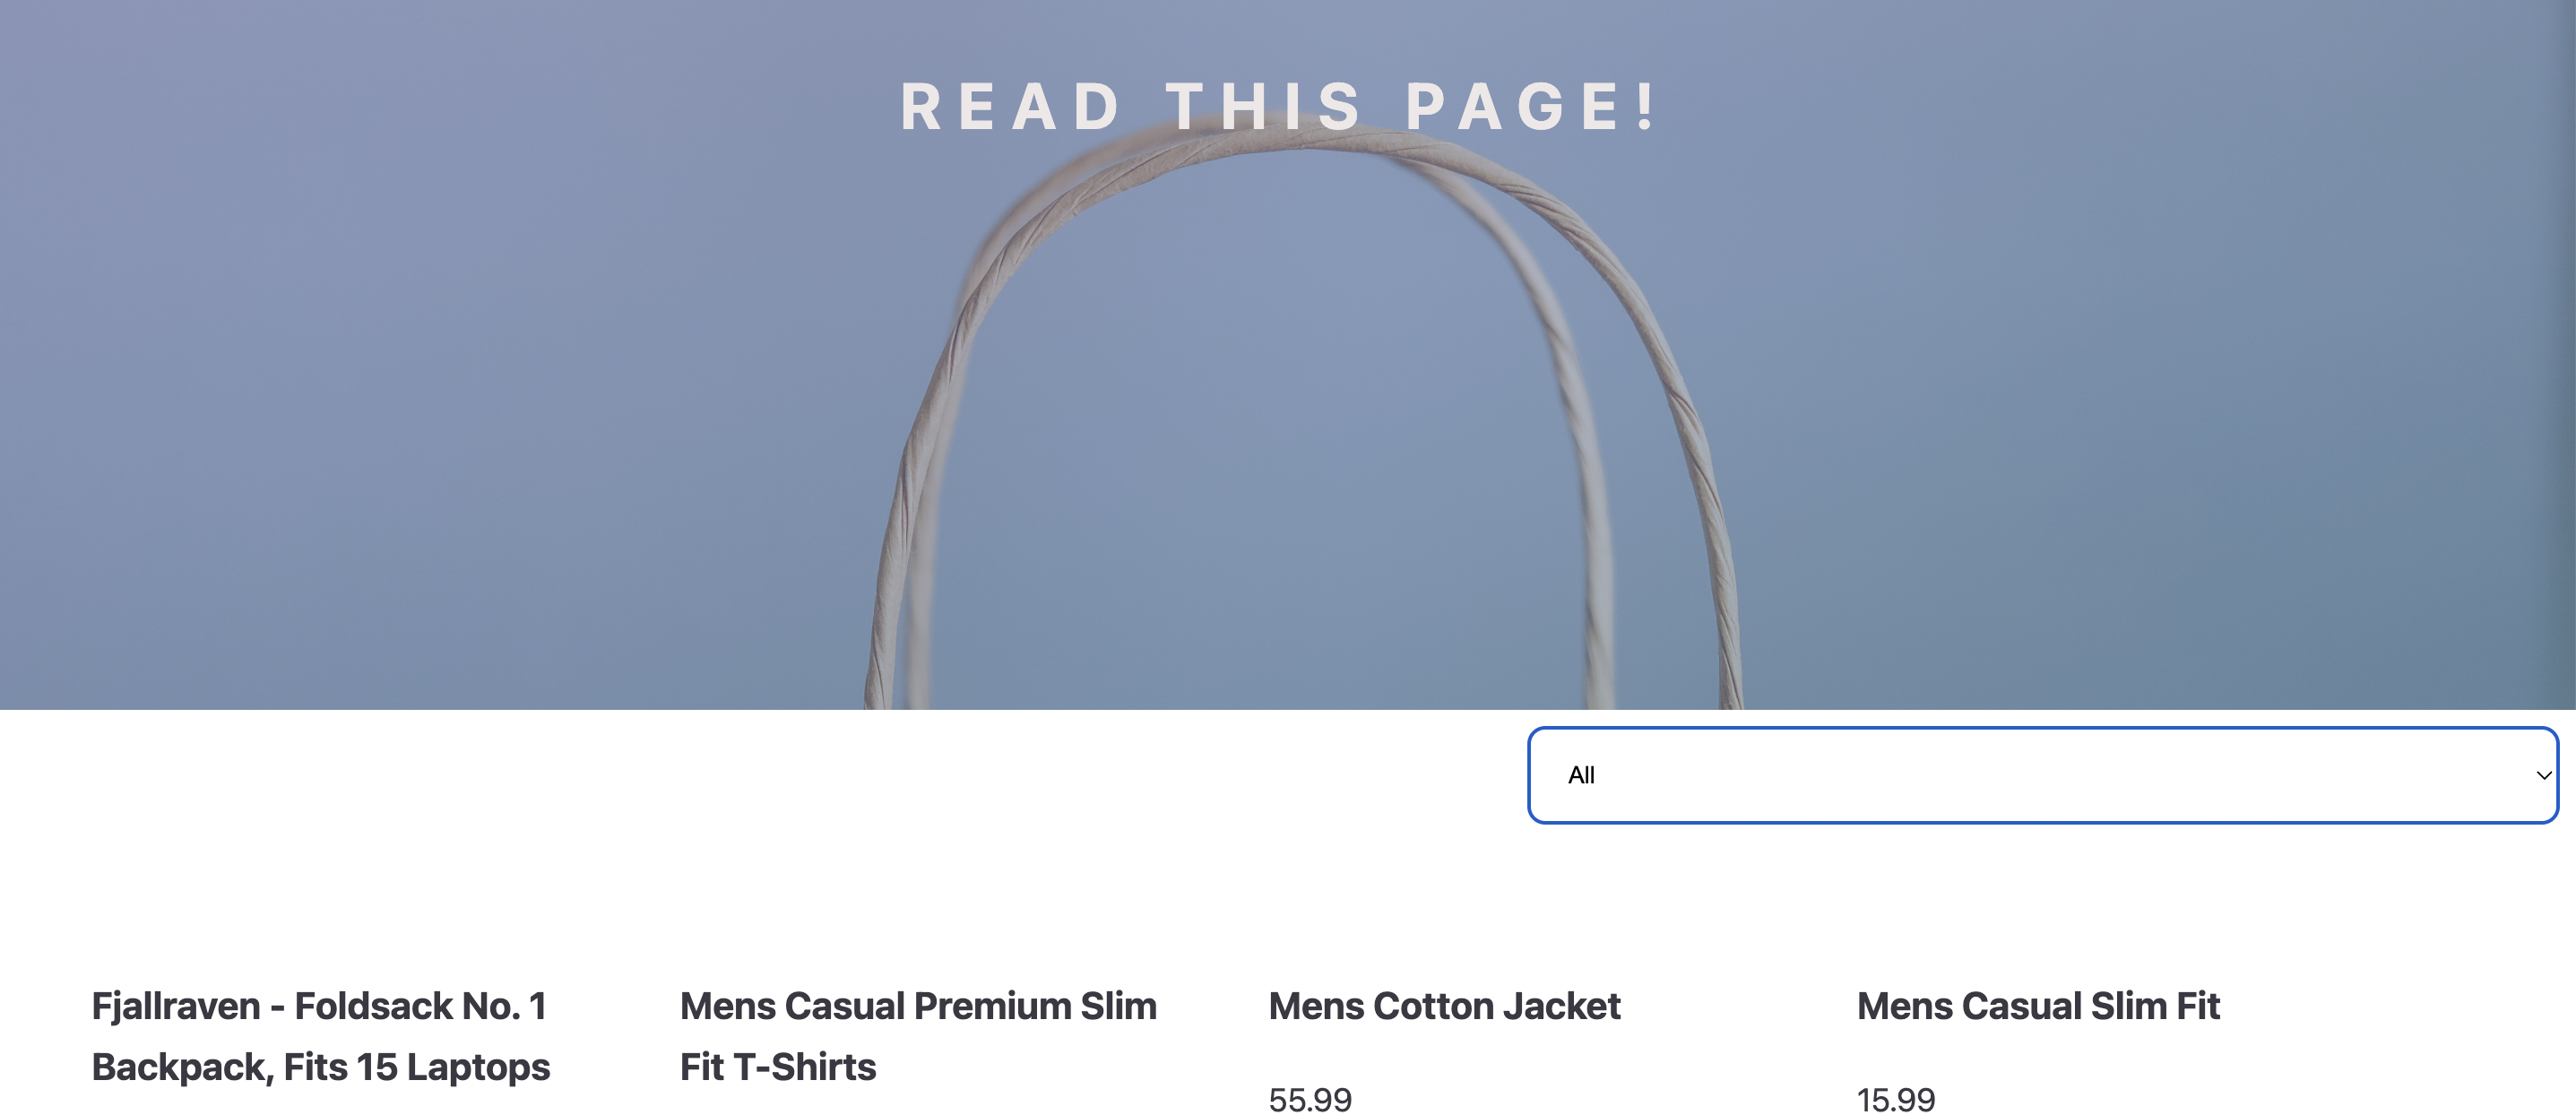 READ THIS PAGE!
All
Fjallraven - Foldsack No. 1
Backpack, Fits 15 Laptops
Mens Casual Premium Slim
Fit T-Shirts
Mens Cotton Jacket
55.99
Mens Casual Slim Fit
15.99